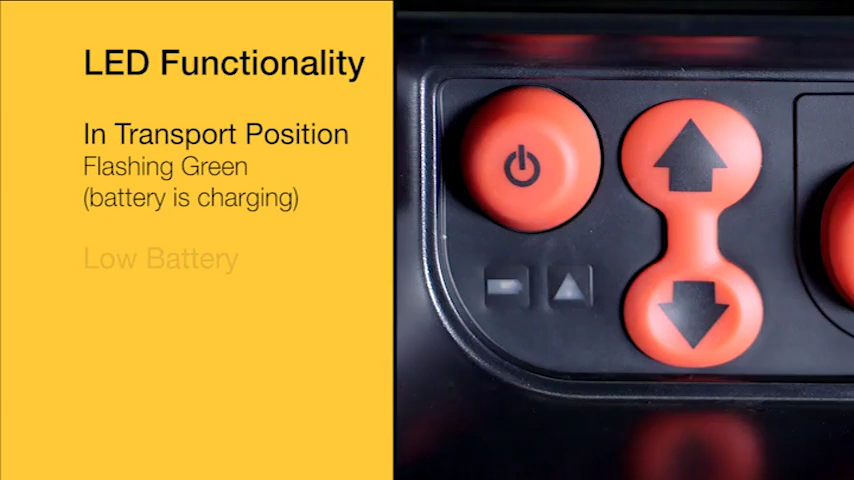 LED Functionality
In Transport Position
Flashing Green
(battery is charging)
Low Battery